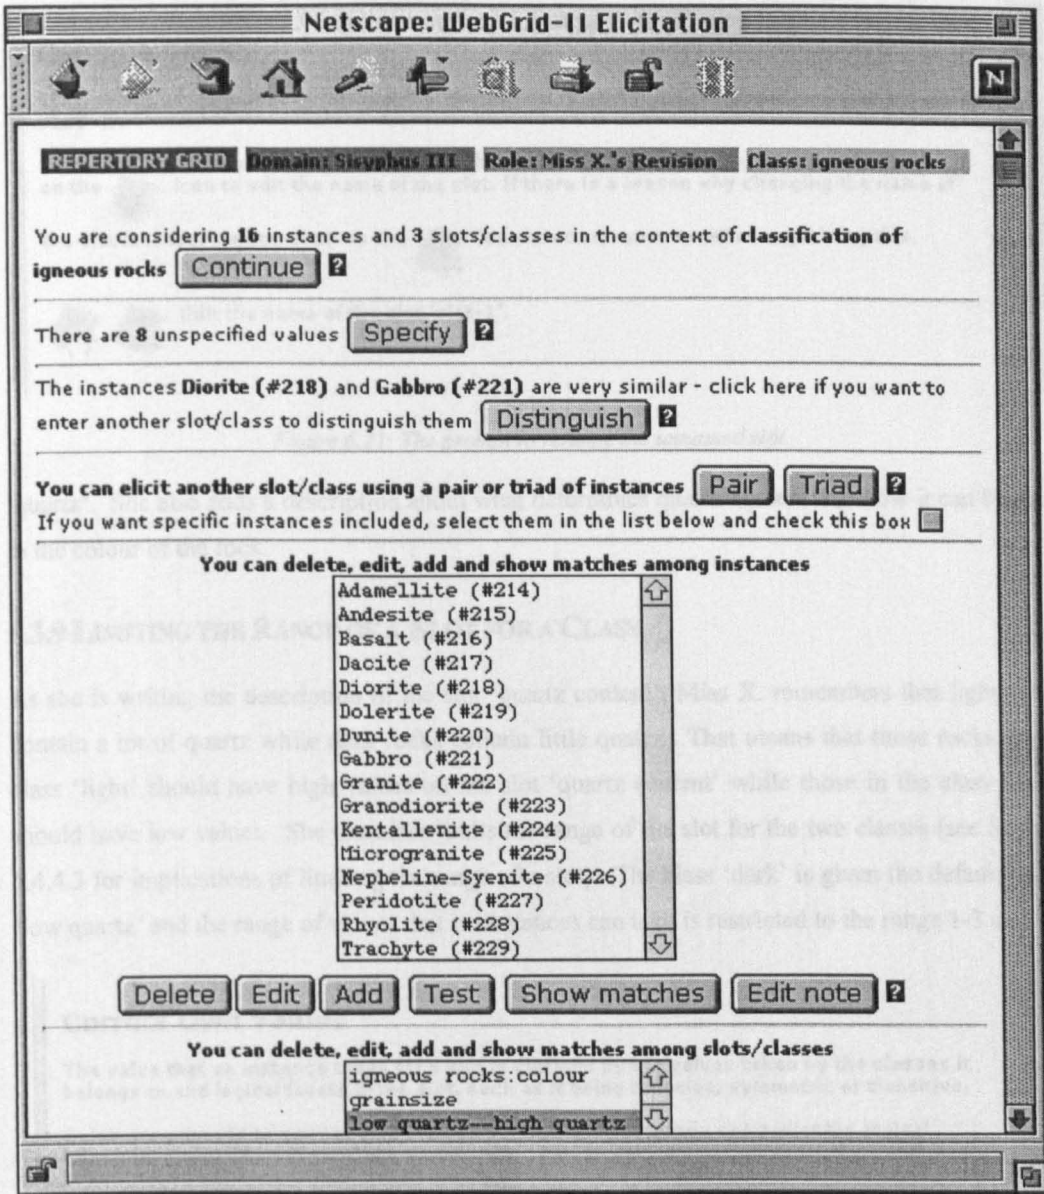 Netscape: WebGrid-II Elicitation
N
REPERTORY GRID Domain: Sisyphus III Role: Miss X.'s Revision Class: igneous rocks
You are considering 16 instances and 3 slots/classes in the context of classification of
igneous rocks Continue ?
There are 8 unspecified values Specify ?
The instances Diorite (#218) and Gabbro (#221) are very similar - click here if you want to
enter another slot/class to distinguish them Distinguish ?
You can elicit another slot/class using a pair or triad of instances Pair Triad ?
If you want specific instances included, select them in the list below and check this box
You can delete, edit, add and show matches among instances
Adamellite (#214)
Andesite (#215)
Basalt (#216)
Dacite (#217)
Diorite (#218)
Dolerite (#219)
Dunite (#220)
Gabbro (#221)
Granite (#222)
Granodiorite (#223)
Kentallenite (#224)
Microgranite (#225)
Nepheline-Syenite (#226)
Peridotite (#227)
Rhyolite (#228)
Trachyte (#229)
Delete Edit Add Test Show matches Edit note ?
You can delete, edit, add and show matches among slots/classes
igneous rocks colour
grainsize
low quartz--high quartz